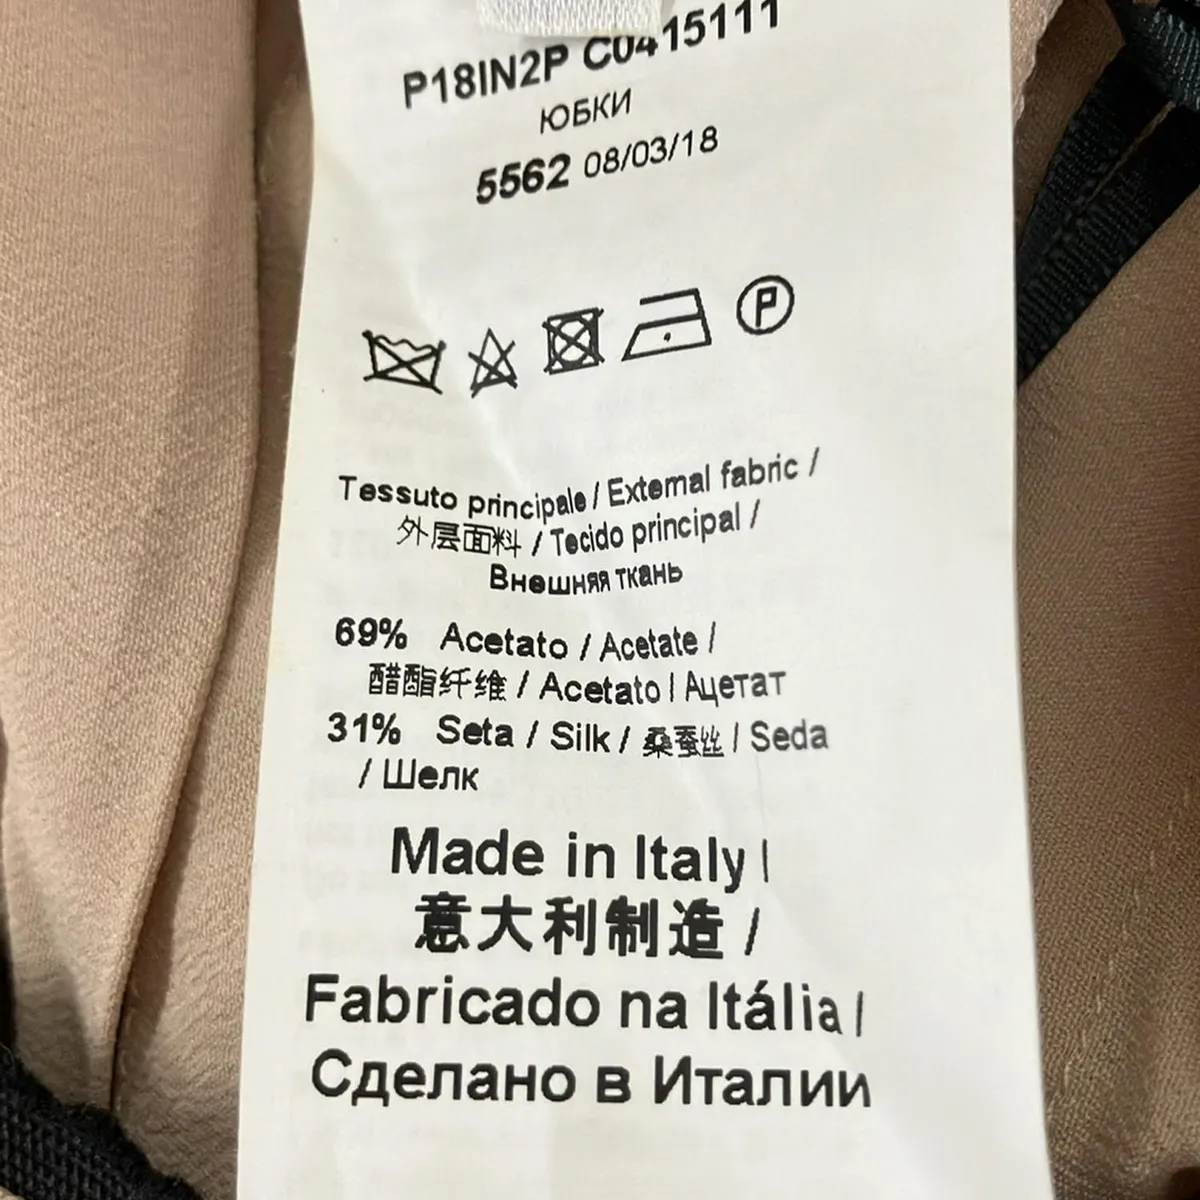 P18IN2P C0415111
ЮБКИ
5562 08/03/18
P
Tessuto principale / External fabric /
外层面料 / Tecido principal /
Внешняя ткань
69% Acetato / Acetate /
醋酯纤维 / Acetato / Ацетат
31% Seta / Silk / 桑蚕丝 / Seda
/ Шелк
Made in Italy /
意大利制造 /
Fabricado na Itália /
Сделано в Италии